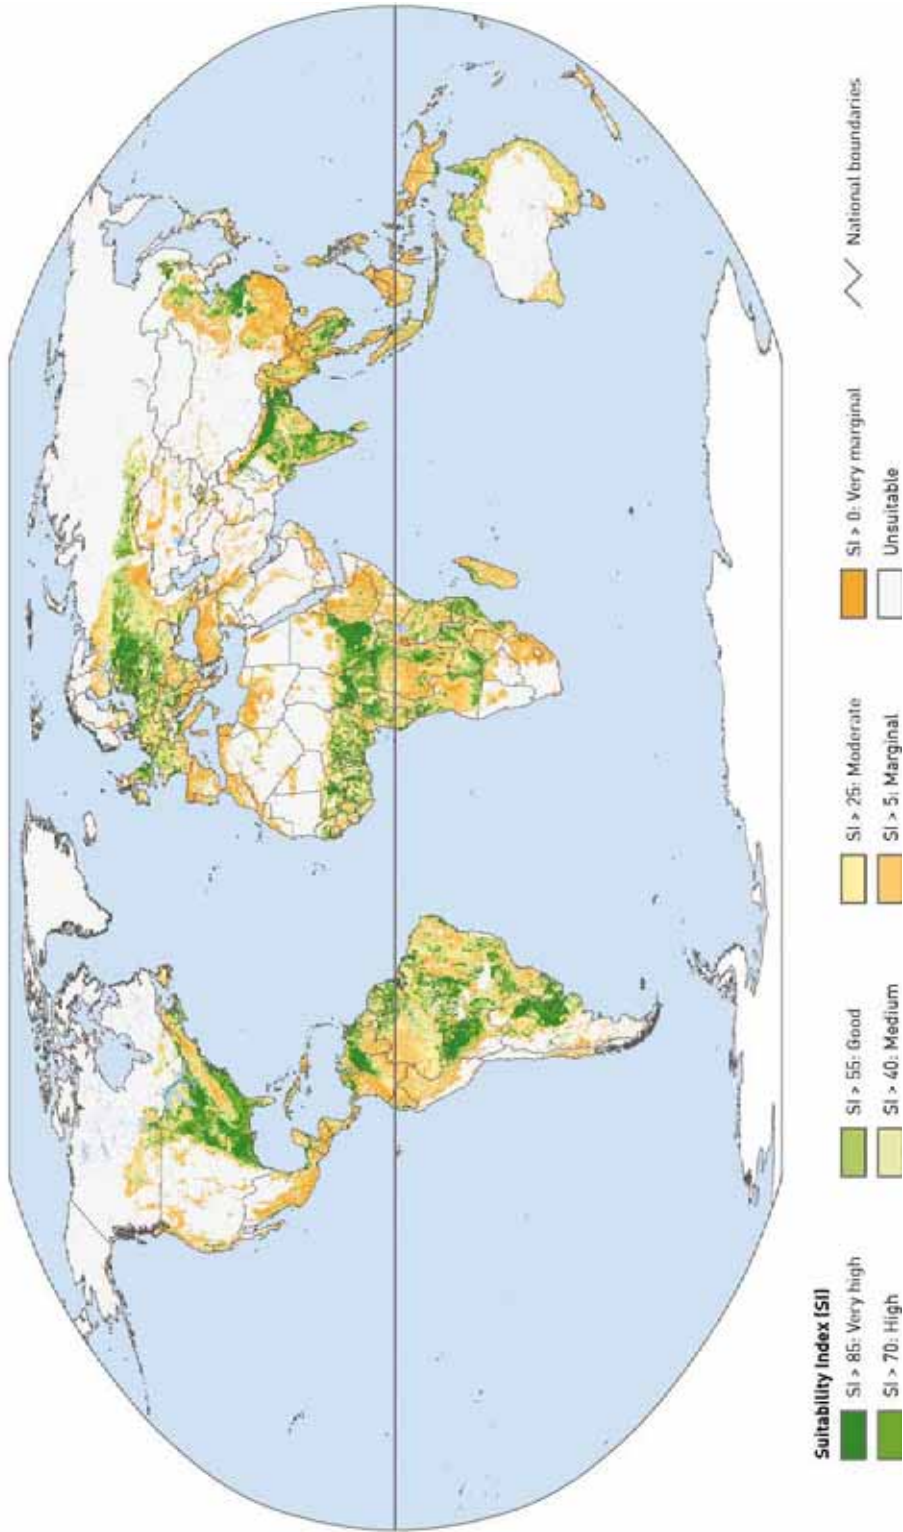 Suitability Index (SI)
SI > 85: Very high
SI > 70: High
SI > 55: Good
SI > 40: Medium
SI > 25: Moderate
SI > 5: Marginal
SI > 0: Very marginal
Unsuitable
National boundaries